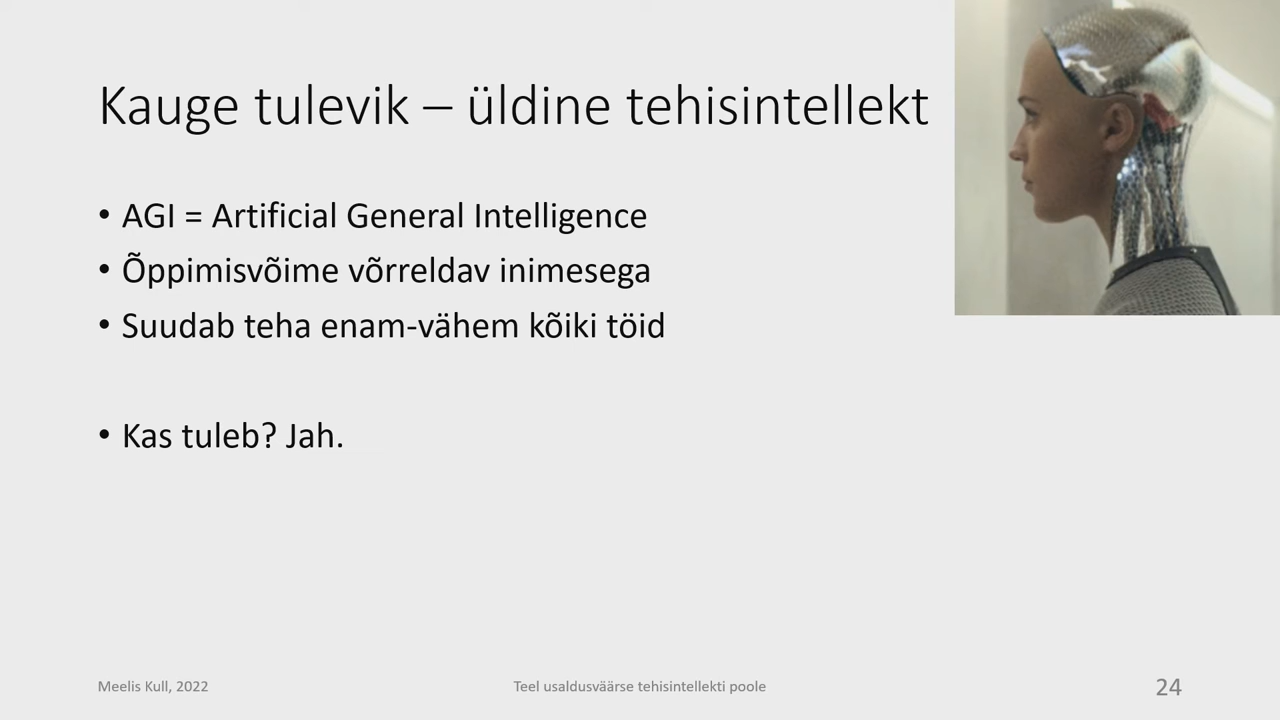 Kauge tulevik – üldine tehisintellekt
• AGI = Artificial General Intelligence
• Õppimisvõime võrreldav inimesega
• Suudab teha enam-vähem kõiki töid
• Kas tuleb? Jah.
Meelis Kull, 2022
Teel usaldusväärse tehisintellekti poole
24